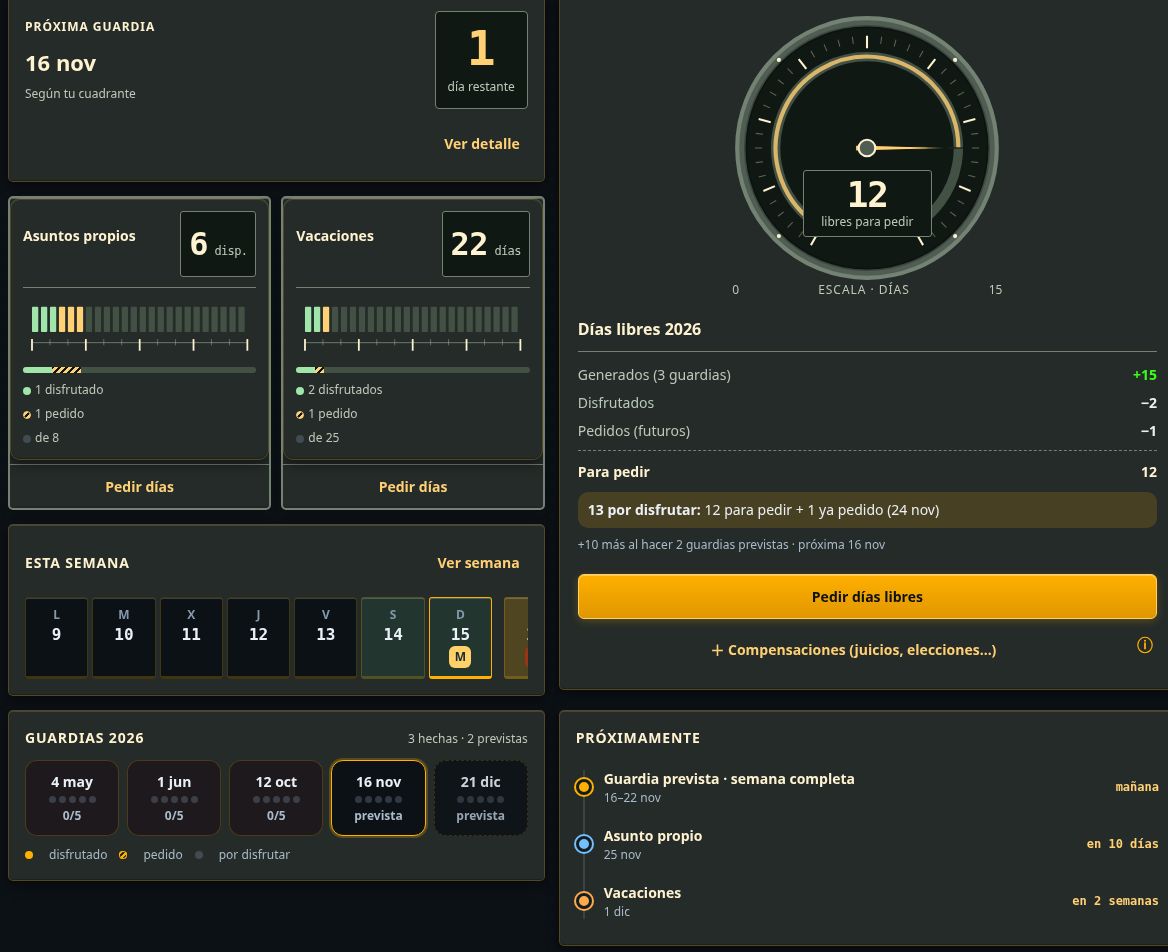 PRÓXIMA GUARDIA
16 nov
Según tu cuadrante
1
día restante
Ver detalle
Asuntos propios
6 disp.
1 disfrutado
1 pedido
de 8
Pedir días
Vacaciones
22 días
2 disfrutados
1 pedido
de 25
Pedir días
ESTA SEMANA
Ver semana
L M X J V S D
9 10 11 12 13 14 15
M
GUARDIAS 2026
3 hechas · 2 previstas
4 may 1 jun 12 oct 16 nov 21 dic
0/5 0/5 0/5 prevista prevista
disfrutado pedido por disfrutar
12
libres para pedir
0 ESCALA · DÍAS 15
Días libres 2026
Generados (3 guardias) +15
Disfrutados −2
Pedidos (futuros) −1
Para pedir 12
13 por disfrutar: 12 para pedir + 1 ya pedido (24 nov)
+10 más al hacer 2 guardias previstas · próxima 16 nov
Pedir días libres
+ Compensaciones (juicios, elecciones...) ⓘ
PRÓXIMAMENTE
Guardia prevista · semana completa
16–22 nov
mañana
Asunto propio
25 nov
en 10 días
Vacaciones
1 dic
en 2 semanas